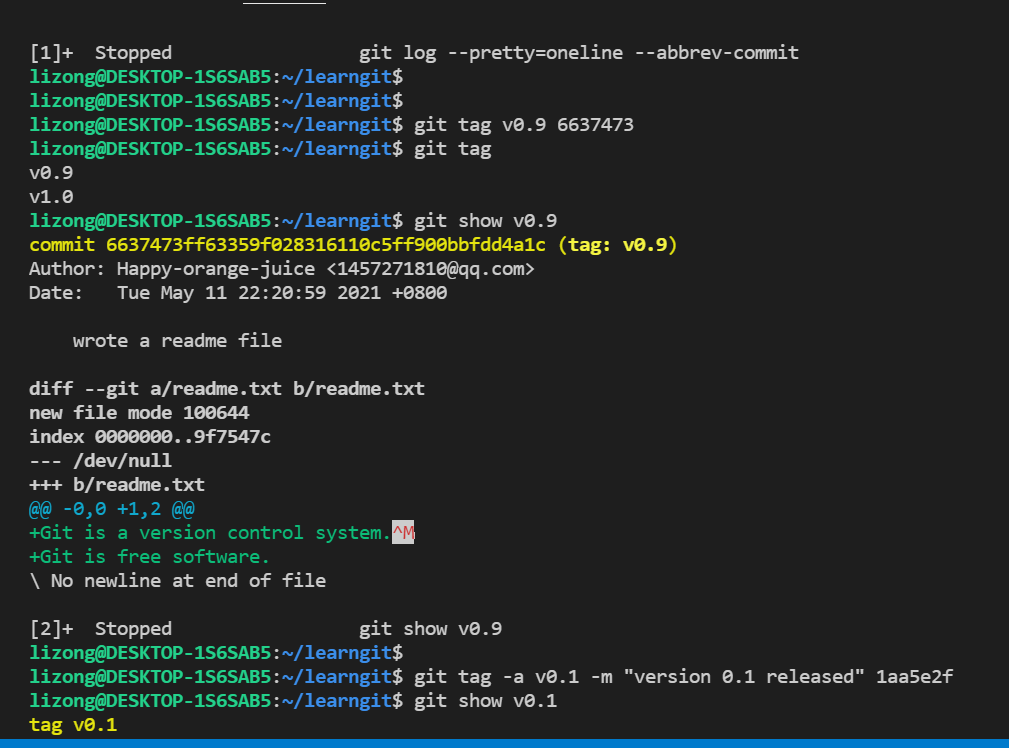 [1]+  Stopped                 git log --pretty=oneline --abbrev-commit
lizong@DESKTOP-1S6SAB5:~/learngit$
lizong@DESKTOP-1S6SAB5:~/learngit$
lizong@DESKTOP-1S6SAB5:~/learngit$ git tag v0.9 6637473
lizong@DESKTOP-1S6SAB5:~/learngit$ git tag
v0.9
v1.0
lizong@DESKTOP-1S6SAB5:~/learngit$ git show v0.9
commit 6637473ff63359f028316110c5ff900bbfdd4a1c (tag: v0.9)
Author: Happy-orange-juice <1457271810@qq.com>
Date:   Tue May 11 22:20:59 2021 +0800

    wrote a readme file

diff --git a/readme.txt b/readme.txt
new file mode 100644
index 0000000..9f7547c
--- /dev/null
+++ b/readme.txt
@@ -0,0 +1,2 @@
+Git is a version control system.^M
+Git is free software.
\ No newline at end of file

[2]+  Stopped                 git show v0.9
lizong@DESKTOP-1S6SAB5:~/learngit$
lizong@DESKTOP-1S6SAB5:~/learngit$ git tag -a v0.1 -m "version 0.1 released" 1aa5e2f
lizong@DESKTOP-1S6SAB5:~/learngit$ git show v0.1
tag v0.1